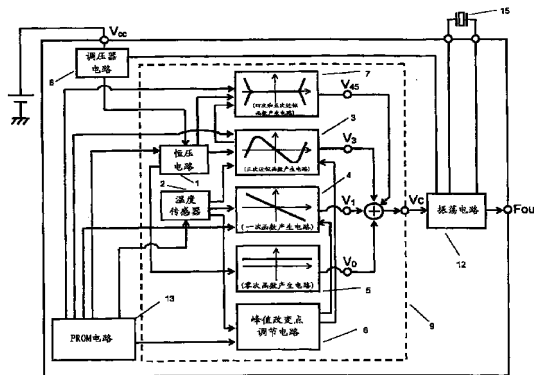 15
Vcc
调压器
电路
8
7
(四次和五次近似
函数产生电路)
V45
3
(三次近似函数产生电路)
V3
恒压
电路
1
2
温度
传感器
4
(一次函数产生电路)
V1
Vc
振荡电路
Fou
12
(零次函数产生电路)
V0
5
13
PROM电路
峰值改变点
调节电路
6
9